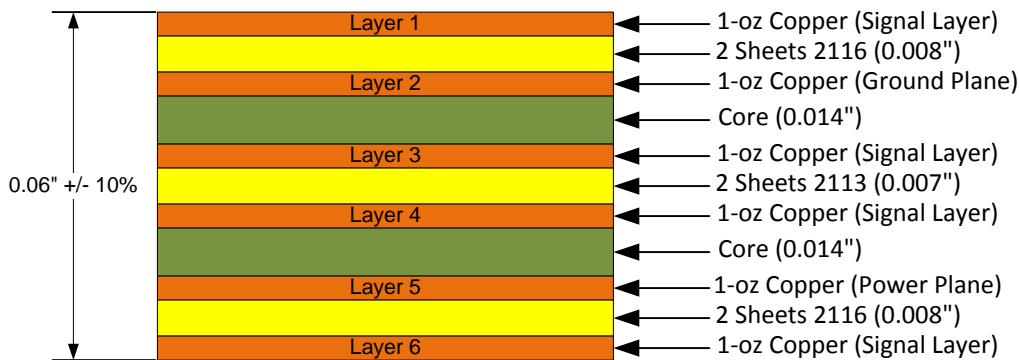 Layer 1
1-oz Copper (Signal Layer)
2 Sheets 2116 (0.008")
Layer 2
1-oz Copper (Ground Plane)
Core (0.014")
Layer 3
1-oz Copper (Signal Layer)
0.06" +/- 10%
2 Sheets 2113 (0.007")
Layer 4
1-oz Copper (Signal Layer)
Core (0.014")
Layer 5
1-oz Copper (Power Plane)
2 Sheets 2116 (0.008")
Layer 6
1-oz Copper (Signal Layer)